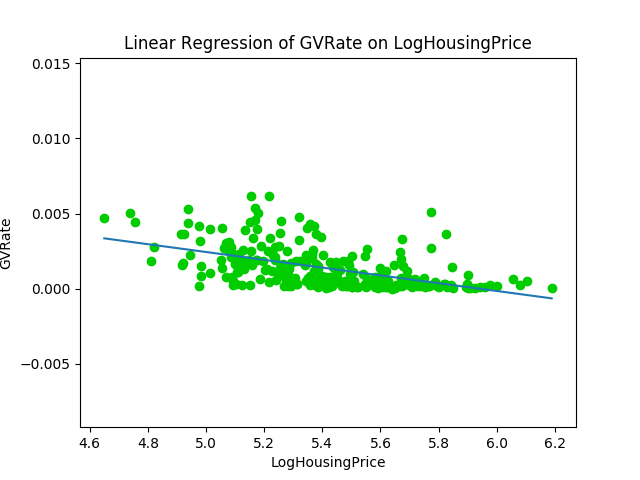 Linear Regression of GVRate on LogHousingPrice
0.015
0.010
0.005
0.000
−0.005
GVRate
4.6 4.8 5.0 5.2 5.4 5.6 5.8 6.0 6.2
LogHousingPrice